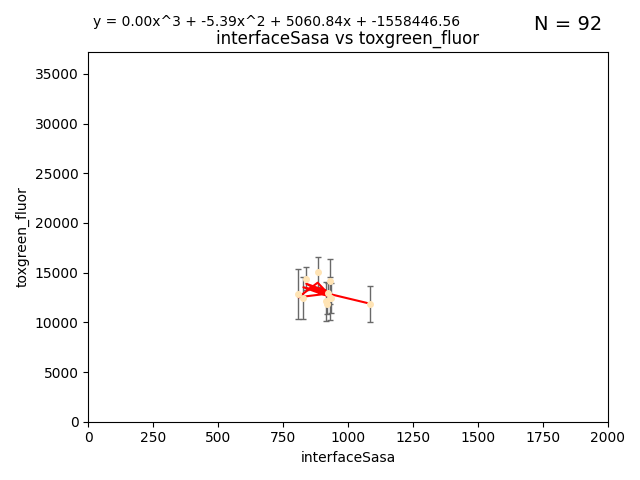 y = 0.00x^3 + -5.39x^2 + 5060.84x + -1558446.56
N = 92
interfaceSasa vs toxgreen_fluor
35000
30000
25000
20000
15000
10000
5000
0
toxgreen_fluor
0 250 500 750 1000 1250 1500 1750 2000
interfaceSasa